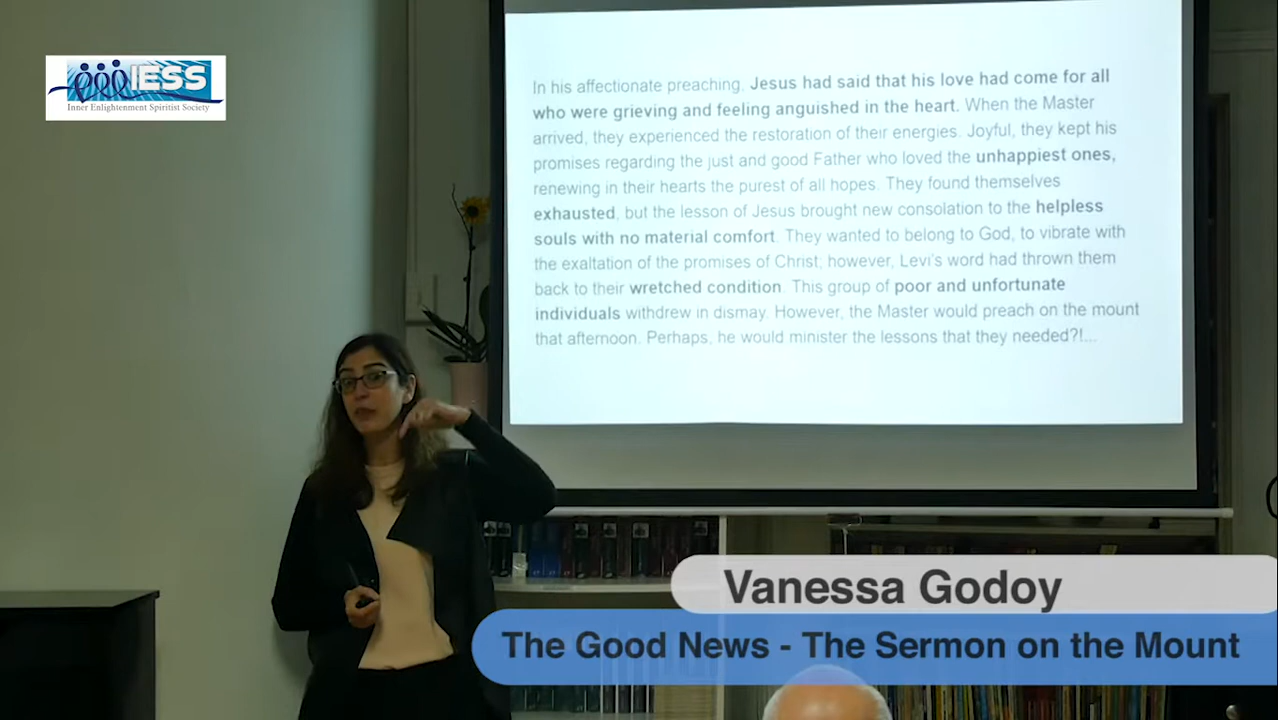 IESS
Inner Enlightenment Spiritist Society
In his affectionate preaching. Jesus had said that his love had come for all
who were grieving and feeling anguished in the heart. When the Master
arrived, they experienced the restoration of their energies. Joyful, they kept his
promises regarding the just and good Father who loved the unhappiest ones,
renewing in their hearts the purest of all hopes. They found themselves
exhausted, but the lesson of Jesus brought new consolation to the helpless
souls with no material comfort. They wanted to belong to God, to vibrate with
the exaltation of the promises of Christ; however, Levi's word had thrown them
back to their wretched condition. This group of poor and unfortunate
individuals withdrew in dismay. However, the Master would preach on the mount
that afternoon. Perhaps, he would minister the lessons that they needed?!...
Vanessa Godoy
The Good News - The Sermon on the Mount